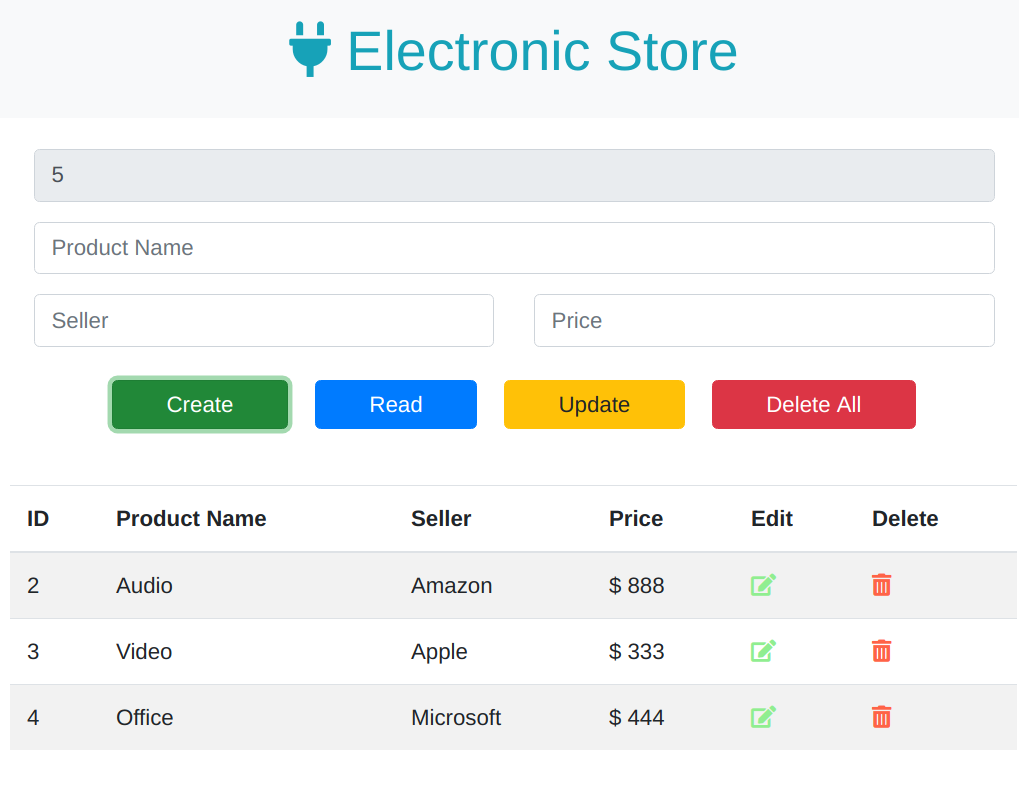 Electronic Store
5
Product Name
Seller Price
Create Read Update Delete All
ID Product Name Seller Price Edit Delete
2 Audio Amazon $ 888
3 Video Apple $ 333
4 Office Microsoft $ 444